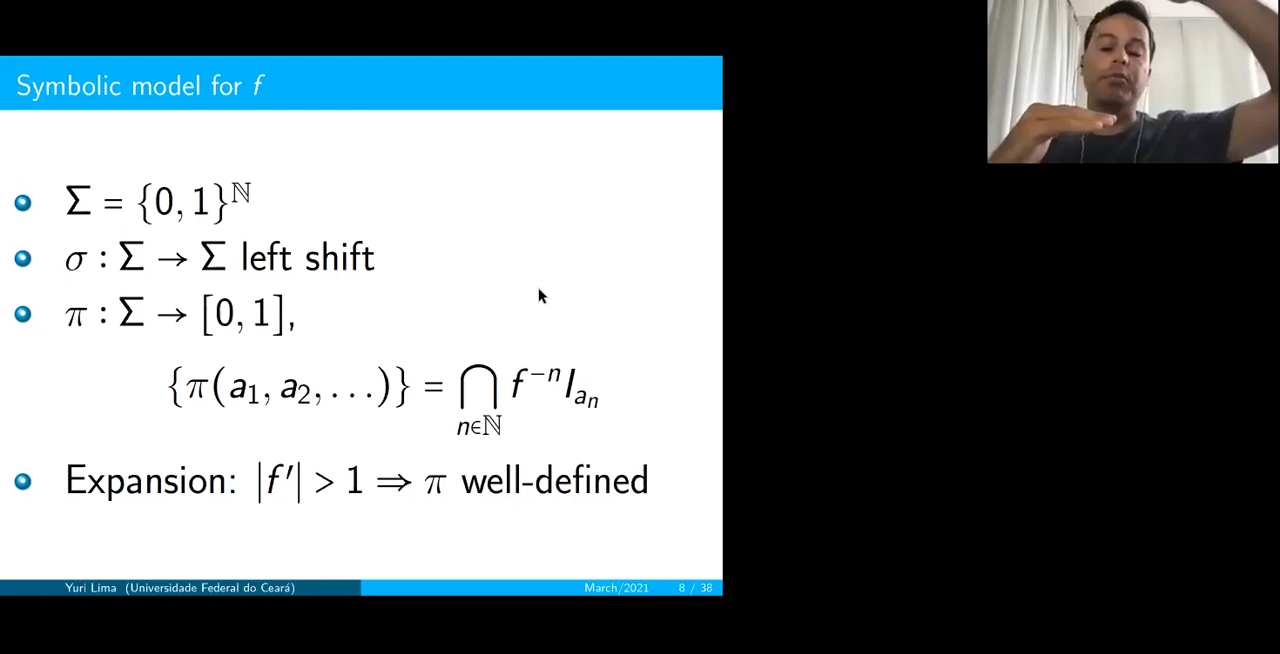 Symbolic model for f
Σ = {0, 1}^ℕ
σ : Σ → Σ left shift
π : Σ → [0, 1],
{π(a₁, a₂, . . .)} = ⋂_{n∈ℕ} f⁻ⁿI_{aₙ}
Expansion: |f′| > 1 ⇒ π well-defined
Yuri Lima (Universidade Federal do Ceará) March/2021 8 / 38